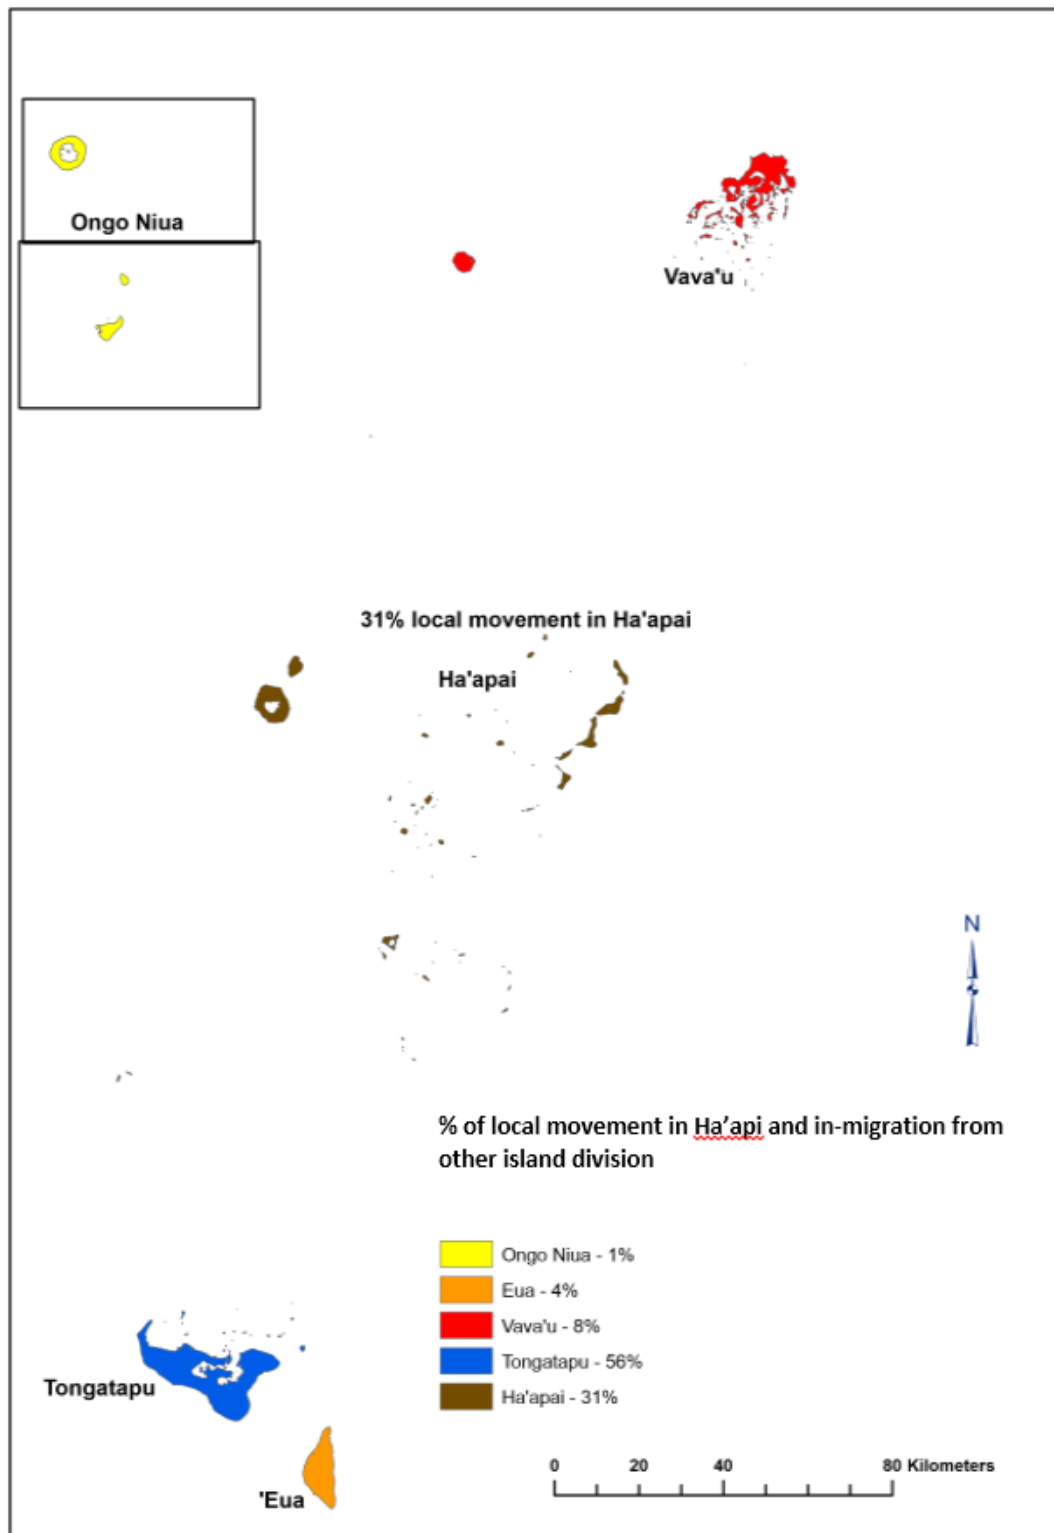 Ongo Niua
Vava'u
31% local movement in Ha'apai
Ha'apai
N
% of local movement in Ha'api and in-migration from
other island division
Ongo Niua - 1%
Eua - 4%
Vava'u - 8%
Tongatapu - 56%
Ha'apai - 31%
Tongatapu
'Eua
0 20 40 80 Kilometers